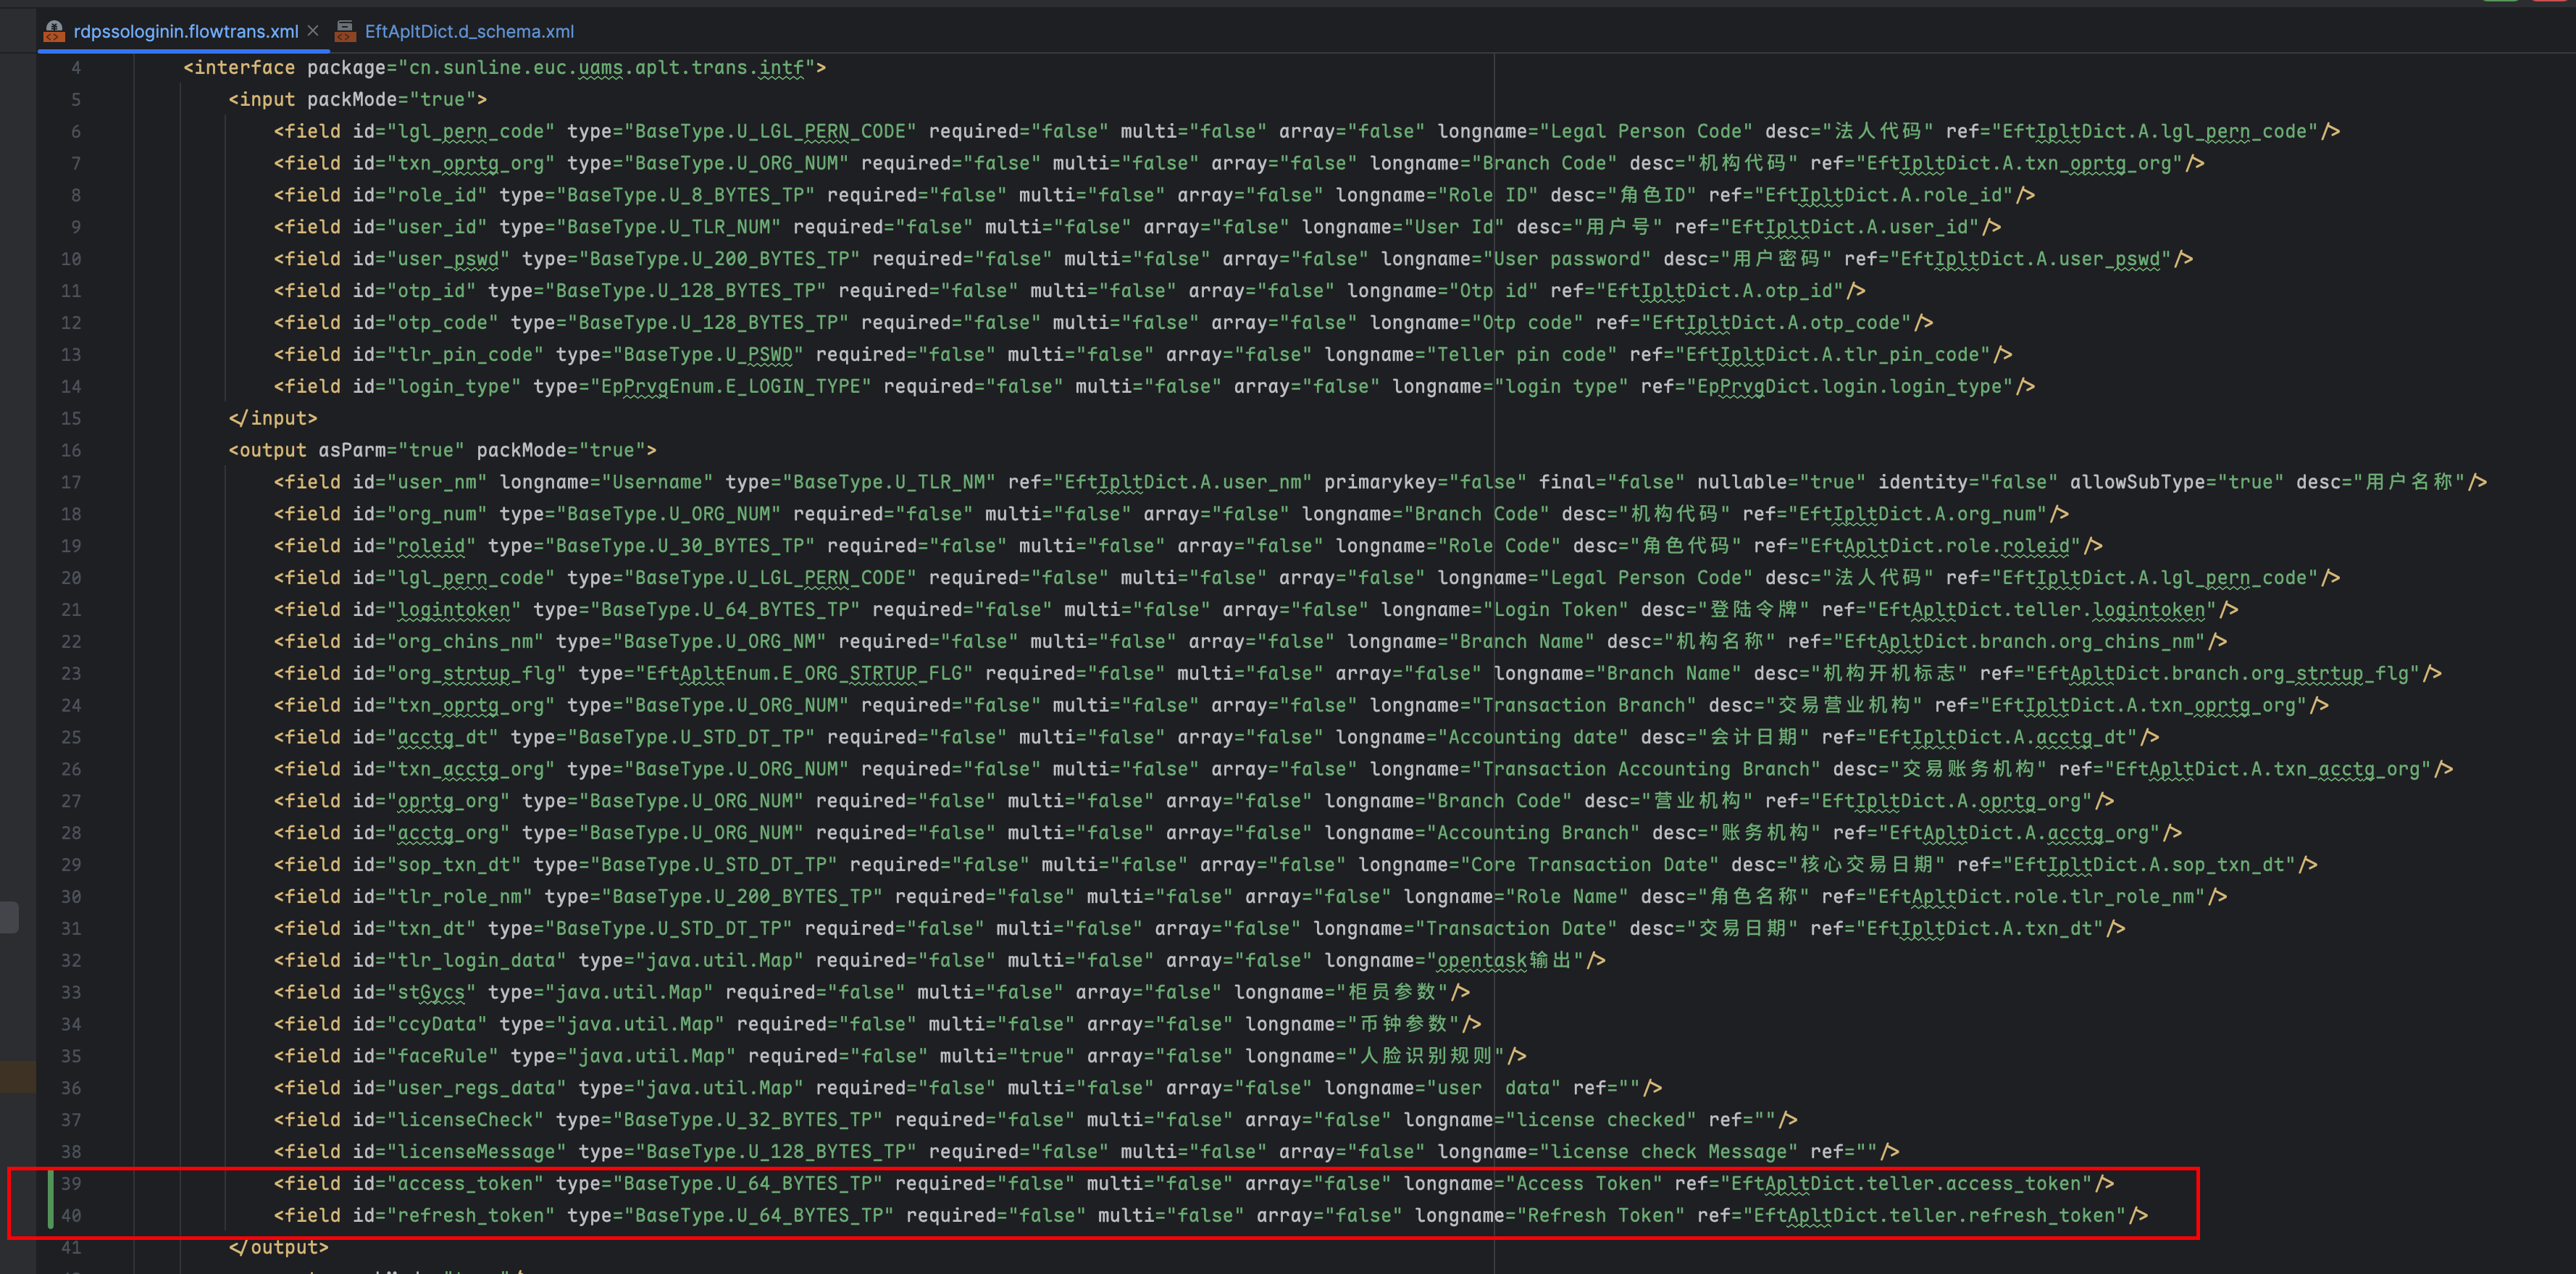 rdpssologinin.flowtrans.xml × EftApltDict.d_schema.xml
4 <interface package="cn.sunline.euc.uams.aplt.trans.intf">
5 <input packMode="true">
6 <field id="lgl_pern_code" type="BaseType.U_LGL_PERN_CODE" required="false" multi="false" array="false" longname="Legal Person Code" desc="法人代码" ref="EftIpltDict.A.lgl_pern_code"/>
7 <field id="txn_oprtg_org" type="BaseType.U_ORG_NUM" required="false" multi="false" array="false" longname="Branch Code" desc="机构代码" ref="EftIpltDict.A.txn_oprtg_org"/>
8 <field id="role_id" type="BaseType.U_8_BYTES_TP" required="false" multi="false" array="false" longname="Role ID" desc="角色ID" ref="EftIpltDict.A.role_id"/>
9 <field id="user_id" type="BaseType.U_TLR_NUM" required="false" multi="false" array="false" longname="User Id" desc="用户号" ref="EftIpltDict.A.user_id"/>
10 <field id="user_pswd" type="BaseType.U_200_BYTES_TP" required="false" multi="false" array="false" longname="User password" desc="用户密码" ref="EftIpltDict.A.user_pswd"/>
11 <field id="otp_id" type="BaseType.U_128_BYTES_TP" required="false" multi="false" array="false" longname="Otp id" ref="EftIpltDict.A.otp_id"/>
12 <field id="otp_code" type="BaseType.U_128_BYTES_TP" required="false" multi="false" array="false" longname="Otp code" ref="EftIpltDict.A.otp_code"/>
13 <field id="tlr_pin_code" type="BaseType.U_PSWD" required="false" multi="false" array="false" longname="Teller pin code" ref="EftIpltDict.A.tlr_pin_code"/>
14 <field id="login_type" type="EpPrvgEnum.E_LOGIN_TYPE" required="false" multi="false" array="false" longname="login type" ref="EpPrvgDict.login.login_type"/>
15 </input>
16 <output asParm="true" packMode="true">
17 <field id="user_nm" longname="Username" type="BaseType.U_TLR_NM" ref="EftIpltDict.A.user_nm" primarykey="false" final="false" nullable="true" identity="false" allowSubType="true" desc="用户名称"/>
18 <field id="org_num" type="BaseType.U_ORG_NUM" required="false" multi="false" array="false" longname="Branch Code" desc="机构代码" ref="EftIpltDict.A.org_num"/>
19 <field id="roleid" type="BaseType.U_30_BYTES_TP" required="false" multi="false" array="false" longname="Role Code" desc="角色代码" ref="EftApltDict.role.roleid"/>
20 <field id="lgl_pern_code" type="BaseType.U_LGL_PERN_CODE" required="false" multi="false" array="false" longname="Legal Person Code" desc="法人代码" ref="EftIpltDict.A.lgl_pern_code"/>
21 <field id="logintoken" type="BaseType.U_64_BYTES_TP" required="false" multi="false" array="false" longname="Login Token" desc="登陆令牌" ref="EftApltDict.teller.logintoken"/>
22 <field id="org_chins_nm" type="BaseType.U_ORG_NM" required="false" multi="false" array="false" longname="Branch Name" desc="机构名称" ref="EftApltDict.branch.org_chins_nm"/>
23 <field id="org_strtup_flg" type="EftApltEnum.E_ORG_STRTUP_FLG" required="false" multi="false" array="false" longname="Branch Name" desc="机构开机标志" ref="EftApltDict.branch.org_strtup_flg"/>
24 <field id="txn_oprtg_org" type="BaseType.U_ORG_NUM" required="false" multi="false" array="false" longname="Transaction Branch" desc="交易营业机构" ref="EftIpltDict.A.txn_oprtg_org"/>
25 <field id="acctg_dt" type="BaseType.U_STD_DT_TP" required="false" multi="false" array="false" longname="Accounting date" desc="会计日期" ref="EftIpltDict.A.acctg_dt"/>
26 <field id="txn_acctg_org" type="BaseType.U_ORG_NUM" required="false" multi="false" array="false" longname="Transaction Accounting Branch" desc="交易账务机构" ref="EftApltDict.A.txn_acctg_org"/>
27 <field id="oprtg_org" type="BaseType.U_ORG_NUM" required="false" multi="false" array="false" longname="Branch Code" desc="营业机构" ref="EftIpltDict.A.oprtg_org"/>
28 <field id="acctg_org" type="BaseType.U_ORG_NUM" required="false" multi="false" array="false" longname="Accounting Branch" desc="账务机构" ref="EftApltDict.A.acctg_org"/>
29 <field id="sop_txn_dt" type="BaseType.U_STD_DT_TP" required="false" multi="false" array="false" longname="Core Transaction Date" desc="核心交易日期" ref="EftIpltDict.A.sop_txn_dt"/>
30 <field id="tlr_role_nm" type="BaseType.U_200_BYTES_TP" required="false" multi="false" array="false" longname="Role Name" desc="角色名称" ref="EftApltDict.role.tlr_role_nm"/>
31 <field id="txn_dt" type="BaseType.U_STD_DT_TP" required="false" multi="false" array="false" longname="Transaction Date" desc="交易日期" ref="EftIpltDict.A.txn_dt"/>
32 <field id="tlr_login_data" type="java.util.Map" required="false" multi="false" array="false" longname="opentask输出"/>
33 <field id="stGycs" type="java.util.Map" required="false" multi="false" array="false" longname="柜员参数"/>
34 <field id="ccyData" type="java.util.Map" required="false" multi="false" array="false" longname="币钟参数"/>
35 <field id="faceRule" type="java.util.Map" required="false" multi="true" array="false" longname="人脸识别规则"/>
36 <field id="user_regs_data" type="java.util.Map" required="false" multi="false" array="false" longname="user  data" ref=""/>
37 <field id="licenseCheck" type="BaseType.U_32_BYTES_TP" required="false" multi="false" array="false" longname="license checked" ref=""/>
38 <field id="licenseMessage" type="BaseType.U_128_BYTES_TP" required="false" multi="false" array="false" longname="license check Message" ref=""/>
39 <field id="access_token" type="BaseType.U_64_BYTES_TP" required="false" multi="false" array="false" longname="Access Token" ref="EftApltDict.teller.access_token"/>
40 <field id="refresh_token" type="BaseType.U_64_BYTES_TP" required="false" multi="false" array="false" longname="Refresh Token" ref="EftApltDict.teller.refresh_token"/>
41 </output>